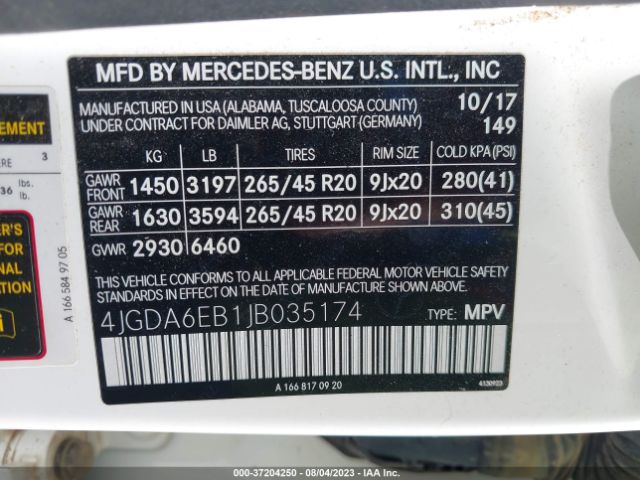 MFD BY MERCEDES-BENZ U.S. INTL., INC
MANUFACTURED IN USA (ALABAMA, TUSCALOOSA COUNTY) 10/17
UNDER CONTRACT FOR DAIMLER AG, STUTTGART (GERMANY) 149
KG LB TIRES RIM SIZE COLD KPA(PSI)
GAWR FRONT 1450 3197 265/45 R20 9Jx20 280(41)
GAWR REAR 1630 3594 265/45 R20 9Jx20 310(45)
GVWR 2930 6460
THIS VEHICLE CONFORMS TO ALL APPLICABLE FEDERAL MOTOR VEHICLE SAFETY
STANDARDS IN EFFECT ON THE DATE OF MANUFACTURE SHOWN ABOVE.
4JGDA6EB1JB035174 TYPE: MPV
A 166 817 09 20 4130923
EMENT
ERE 3
36 lbs.
lb.
ER'S
FOR
NAL
ATION
A 166 584 97 05
000-37204250 - 08/04/2023 - IAA Inc.